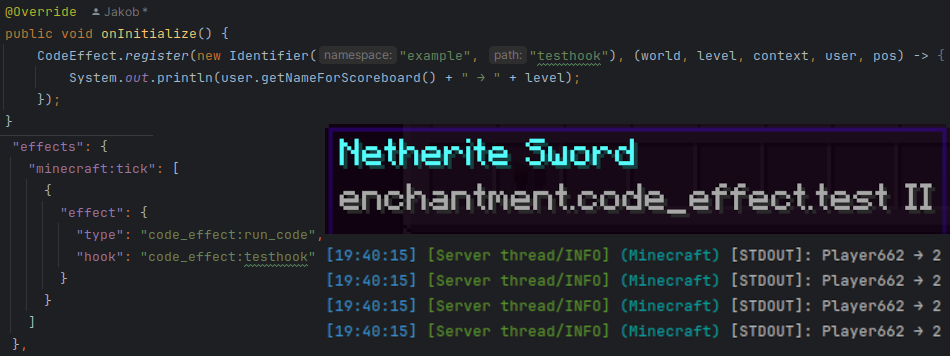 @Override Jakob *
public void onInitialize() {
CodeEffect.register(new Identifier( namespace: "example", path: "testhook"), (world, level, context, user, pos) -> {
System.out.println(user.getNameForScoreboard() + " → " + level);
});
}
"effects": {
"minecraft:tick": [
{
"effect": {
"type": "code_effect:run_code",
"hook": "code_effect:testhook"
}
}
]
},
Netherite Sword
enchantment.code_effect.test II
[19:40:15] [Server thread/INFO] (Minecraft) [STDOUT]: Player662 → 2
[19:40:15] [Server thread/INFO] (Minecraft) [STDOUT]: Player662 → 2
[19:40:15] [Server thread/INFO] (Minecraft) [STDOUT]: Player662 → 2
[19:40:15] [Server thread/INFO] (Minecraft) [STDOUT]: Player662 → 2